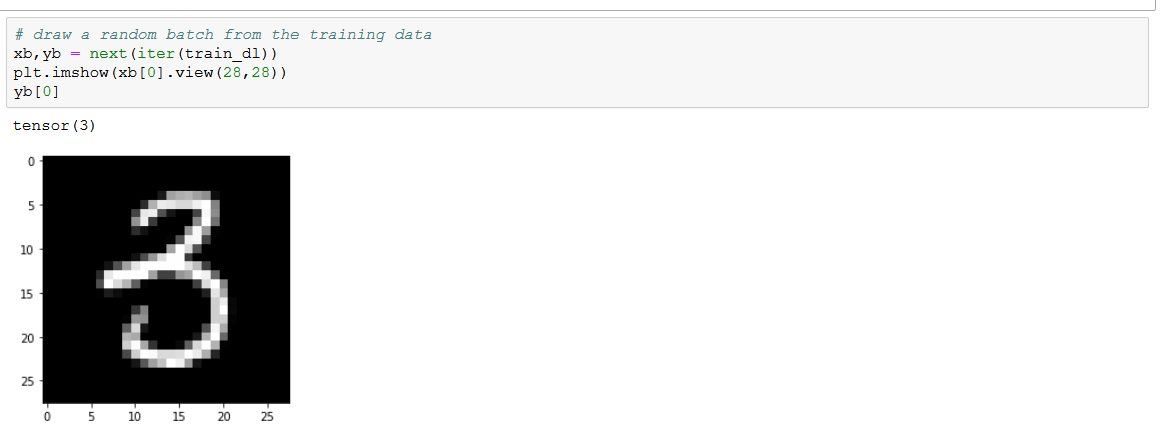 # draw a random batch from the training data
xb,yb = next(iter(train_dl))
plt.imshow(xb[0].view(28,28))
yb[0]
tensor(3)
0
5
10
15
20
25
3
0 5 10 15 20 25